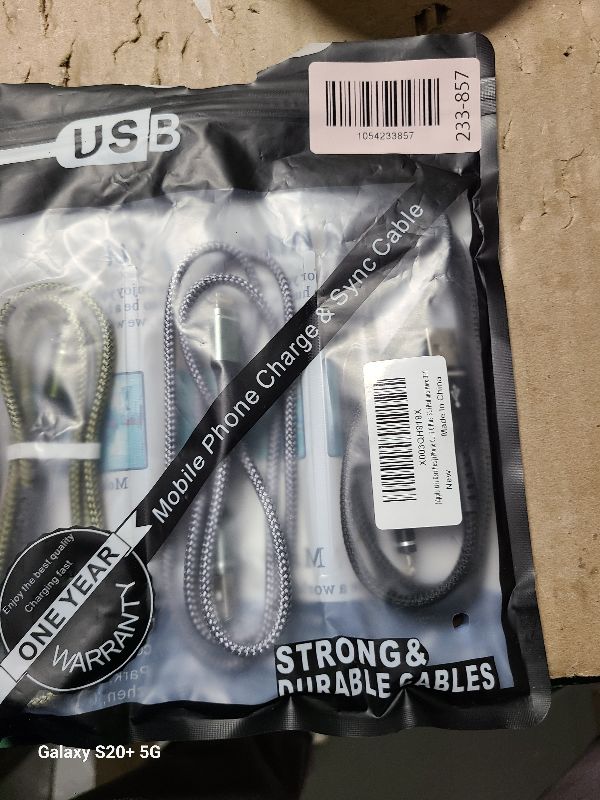 USB
1054233857
233-857
Mobile Phone Charge & Sync Cable
X003QH918X
New
Made In China
Enjoy the best quality
Charging fast
ONE YEAR
WARRANTY
STRONG&
DURABLE CABLES
Galaxy S20+ 5G